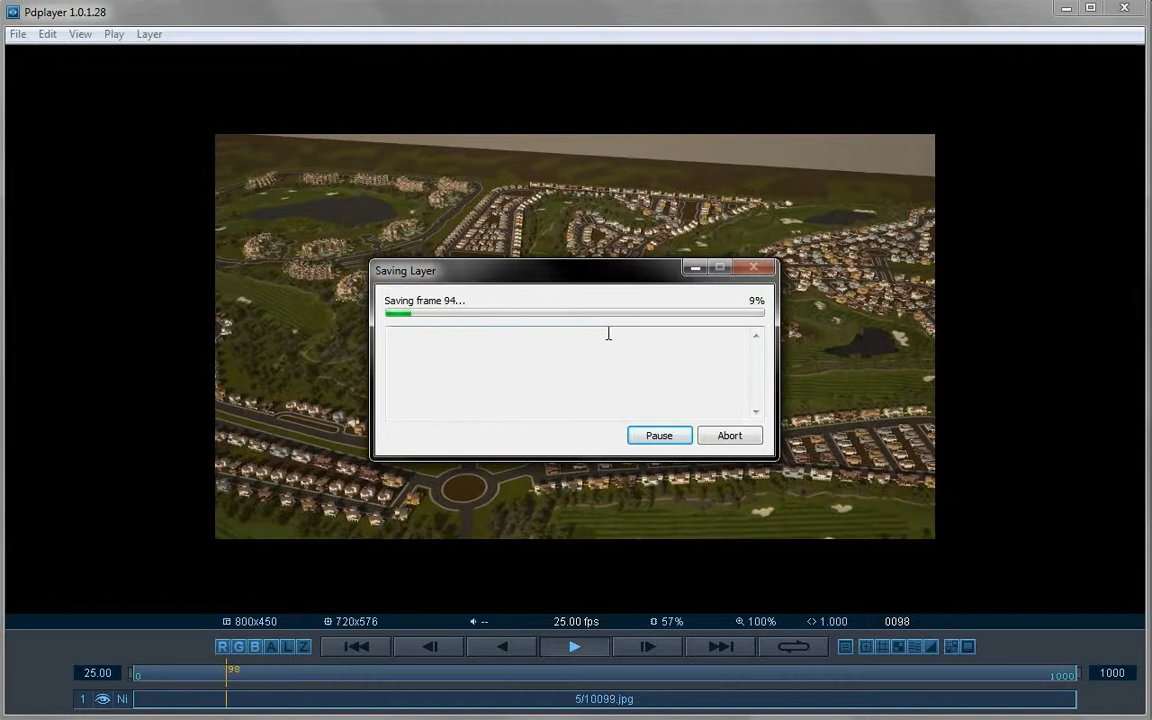 Pdplayer 1.0.1.28
File Edit View Play Layer
Saving Layer
Saving frame 94... 9%
Pause Abort
800x450 720x576 -- 25.00 fps 57% 100% 1.000 0098
R G B A L Z
25.00 0 98 1000 1000
1 Ni 5/10099.jpg